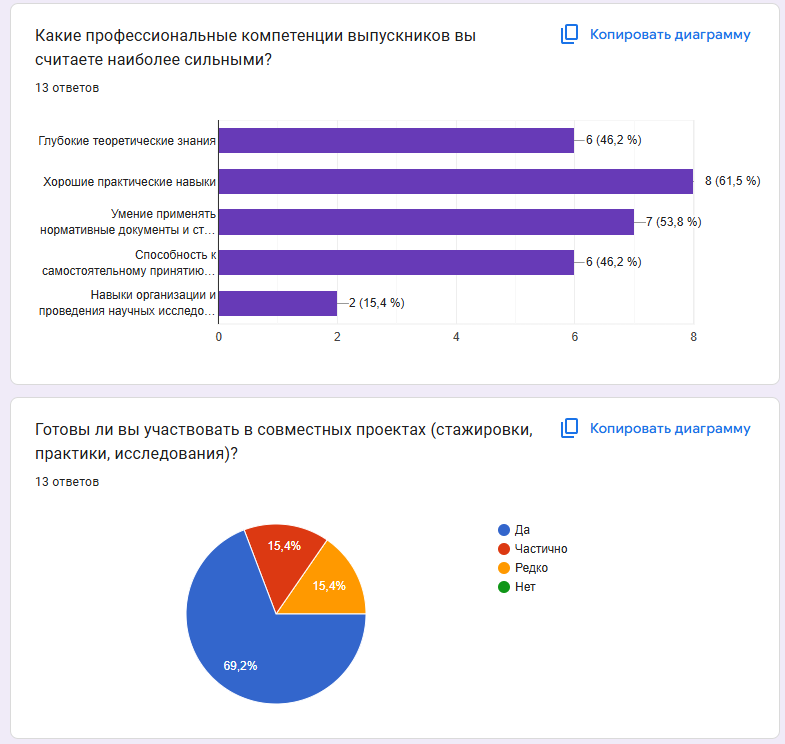 Какие профессиональные компетенции выпускников вы
считаете наиболее сильными?
Копировать диаграмму
13 ответов
Глубокие теоретические знания
6 (46,2 %)
Хорошие практические навыки
8 (61,5 %)
Умение применять
нормативные документы и ст…
7 (53,8 %)
Способность к
самостоятельному принятию…
6 (46,2 %)
Навыки организации и
проведения научных исследо…
2 (15,4 %)
0 2 4 6 8
Готовы ли вы участвовать в совместных проектах (стажировки,
практики, исследования)?
Копировать диаграмму
13 ответов
15,4%
15,4%
69,2%
Да
Частично
Редко
Нет